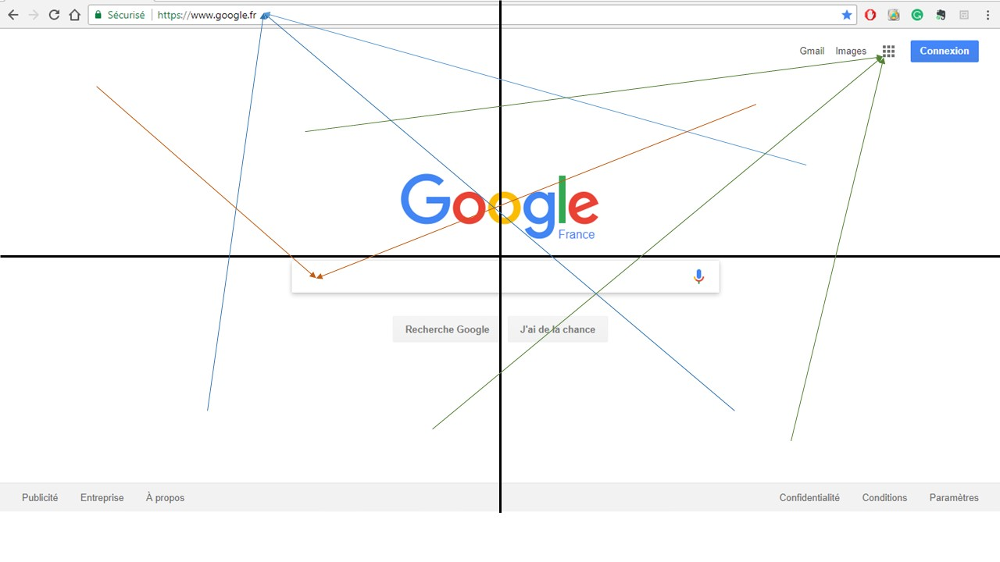 Sécurisé https://www.google.fr
Gmail Images Connexion
Google
France
Recherche Google J'ai de la chance
Publicité Entreprise À propos Confidentialité Conditions Paramètres